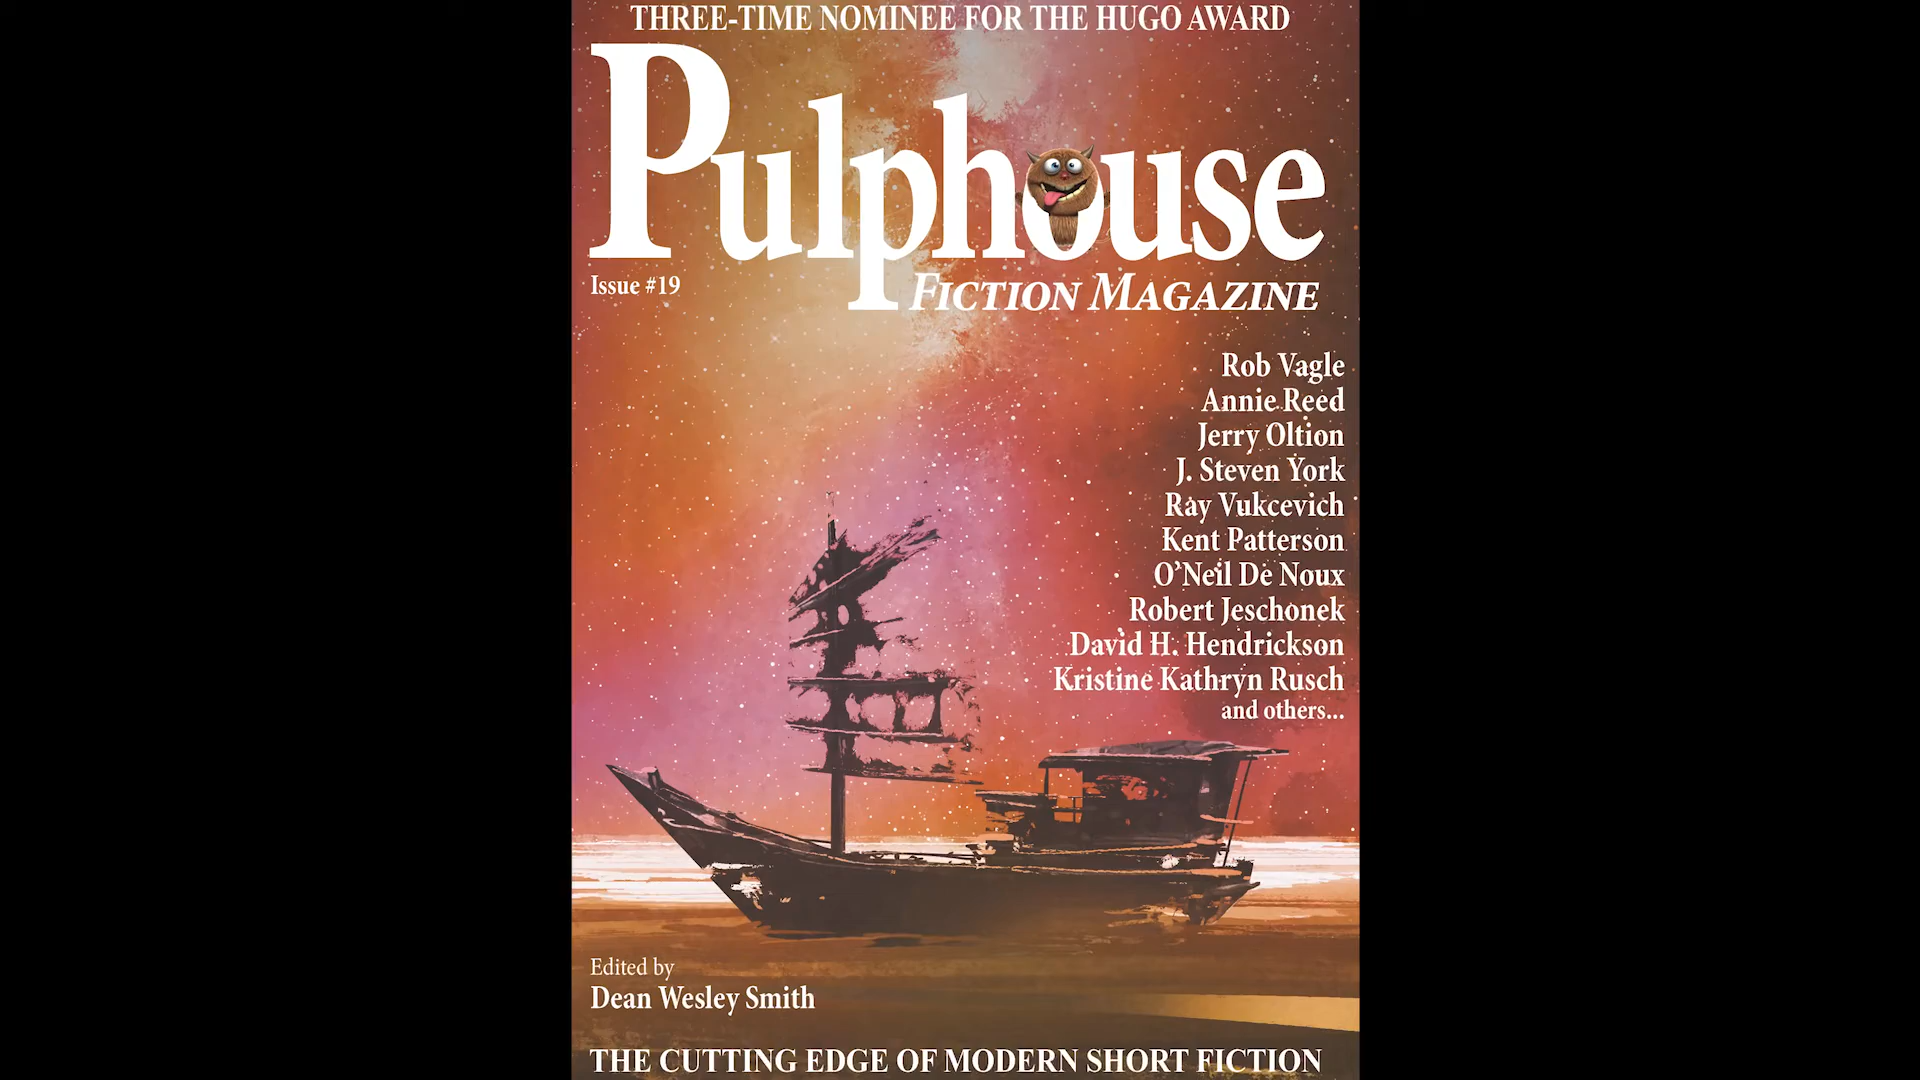 THREE-TIME NOMINEE FOR THE HUGO AWARD
Pulphouse
FICTION MAGAZINE
Issue #19
Rob Vagle
Annie Reed
Jerry Oltion
J. Steven York
Ray Vukcevich
Kent Patterson
O’Neil De Noux
Robert Jeschonek
David H. Hendrickson
Kristine Kathryn Rusch
and others...
Edited by
Dean Wesley Smith
THE CUTTING EDGE OF MODERN SHORT FICTION